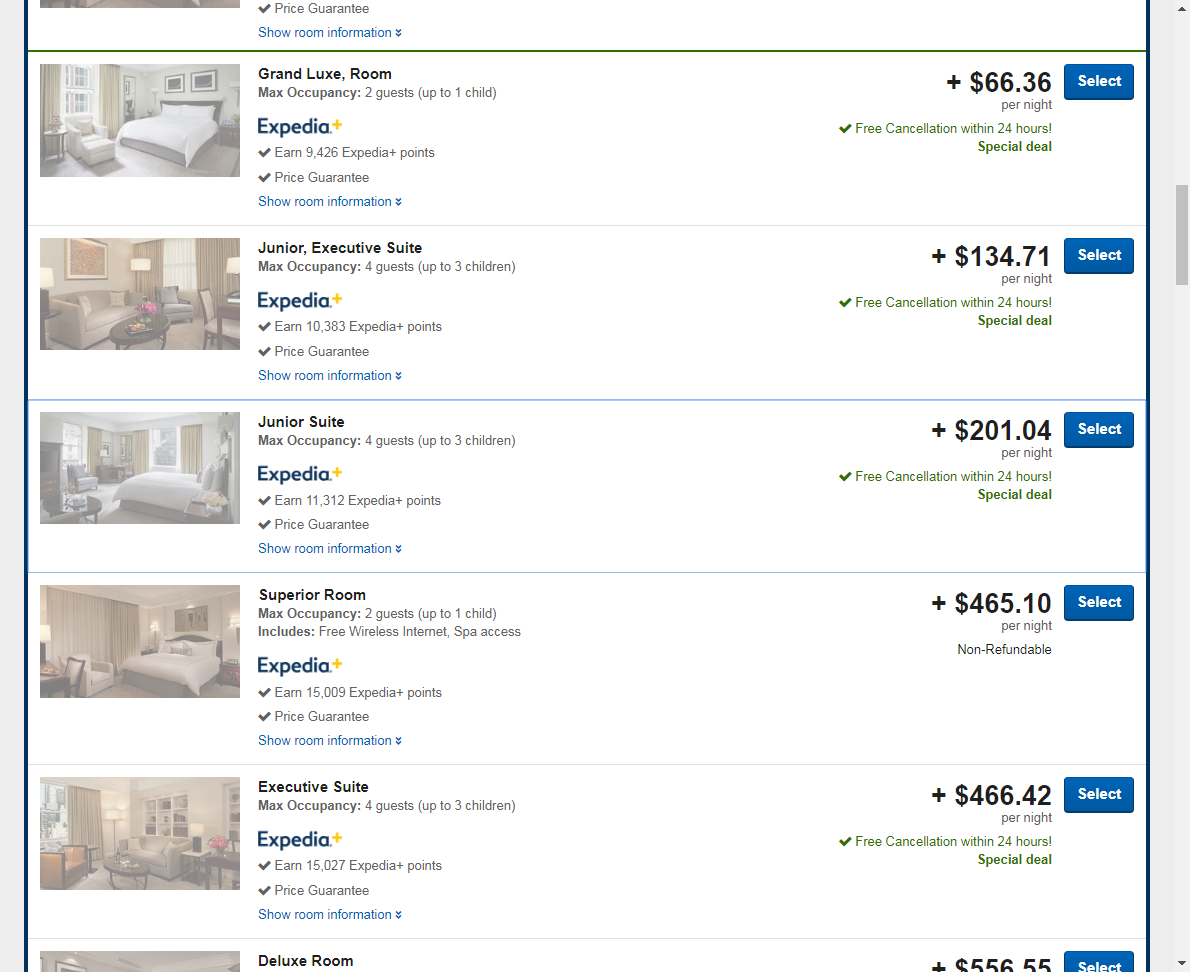 Price Guarantee
Show room information
Grand Luxe, Room
Max Occupancy: 2 guests (up to 1 child)
Expedia+
Earn 9,426 Expedia+ points
Price Guarantee
Show room information
+ $66.36
per night
Free Cancellation within 24 hours!
Special deal
Select
Junior, Executive Suite
Max Occupancy: 4 guests (up to 3 children)
Expedia+
Earn 10,383 Expedia+ points
Price Guarantee
Show room information
+ $134.71
per night
Free Cancellation within 24 hours!
Special deal
Select
Junior Suite
Max Occupancy: 4 guests (up to 3 children)
Expedia+
Earn 11,312 Expedia+ points
Price Guarantee
Show room information
+ $201.04
per night
Free Cancellation within 24 hours!
Special deal
Select
Superior Room
Max Occupancy: 2 guests (up to 1 child)
Includes: Free Wireless Internet, Spa access
Expedia+
Earn 15,009 Expedia+ points
Price Guarantee
Show room information
+ $465.10
per night
Non-Refundable
Select
Executive Suite
Max Occupancy: 4 guests (up to 3 children)
Expedia+
Earn 15,027 Expedia+ points
Price Guarantee
Show room information
+ $466.42
per night
Free Cancellation within 24 hours!
Special deal
Select
Deluxe Room
+ $556.55
Select